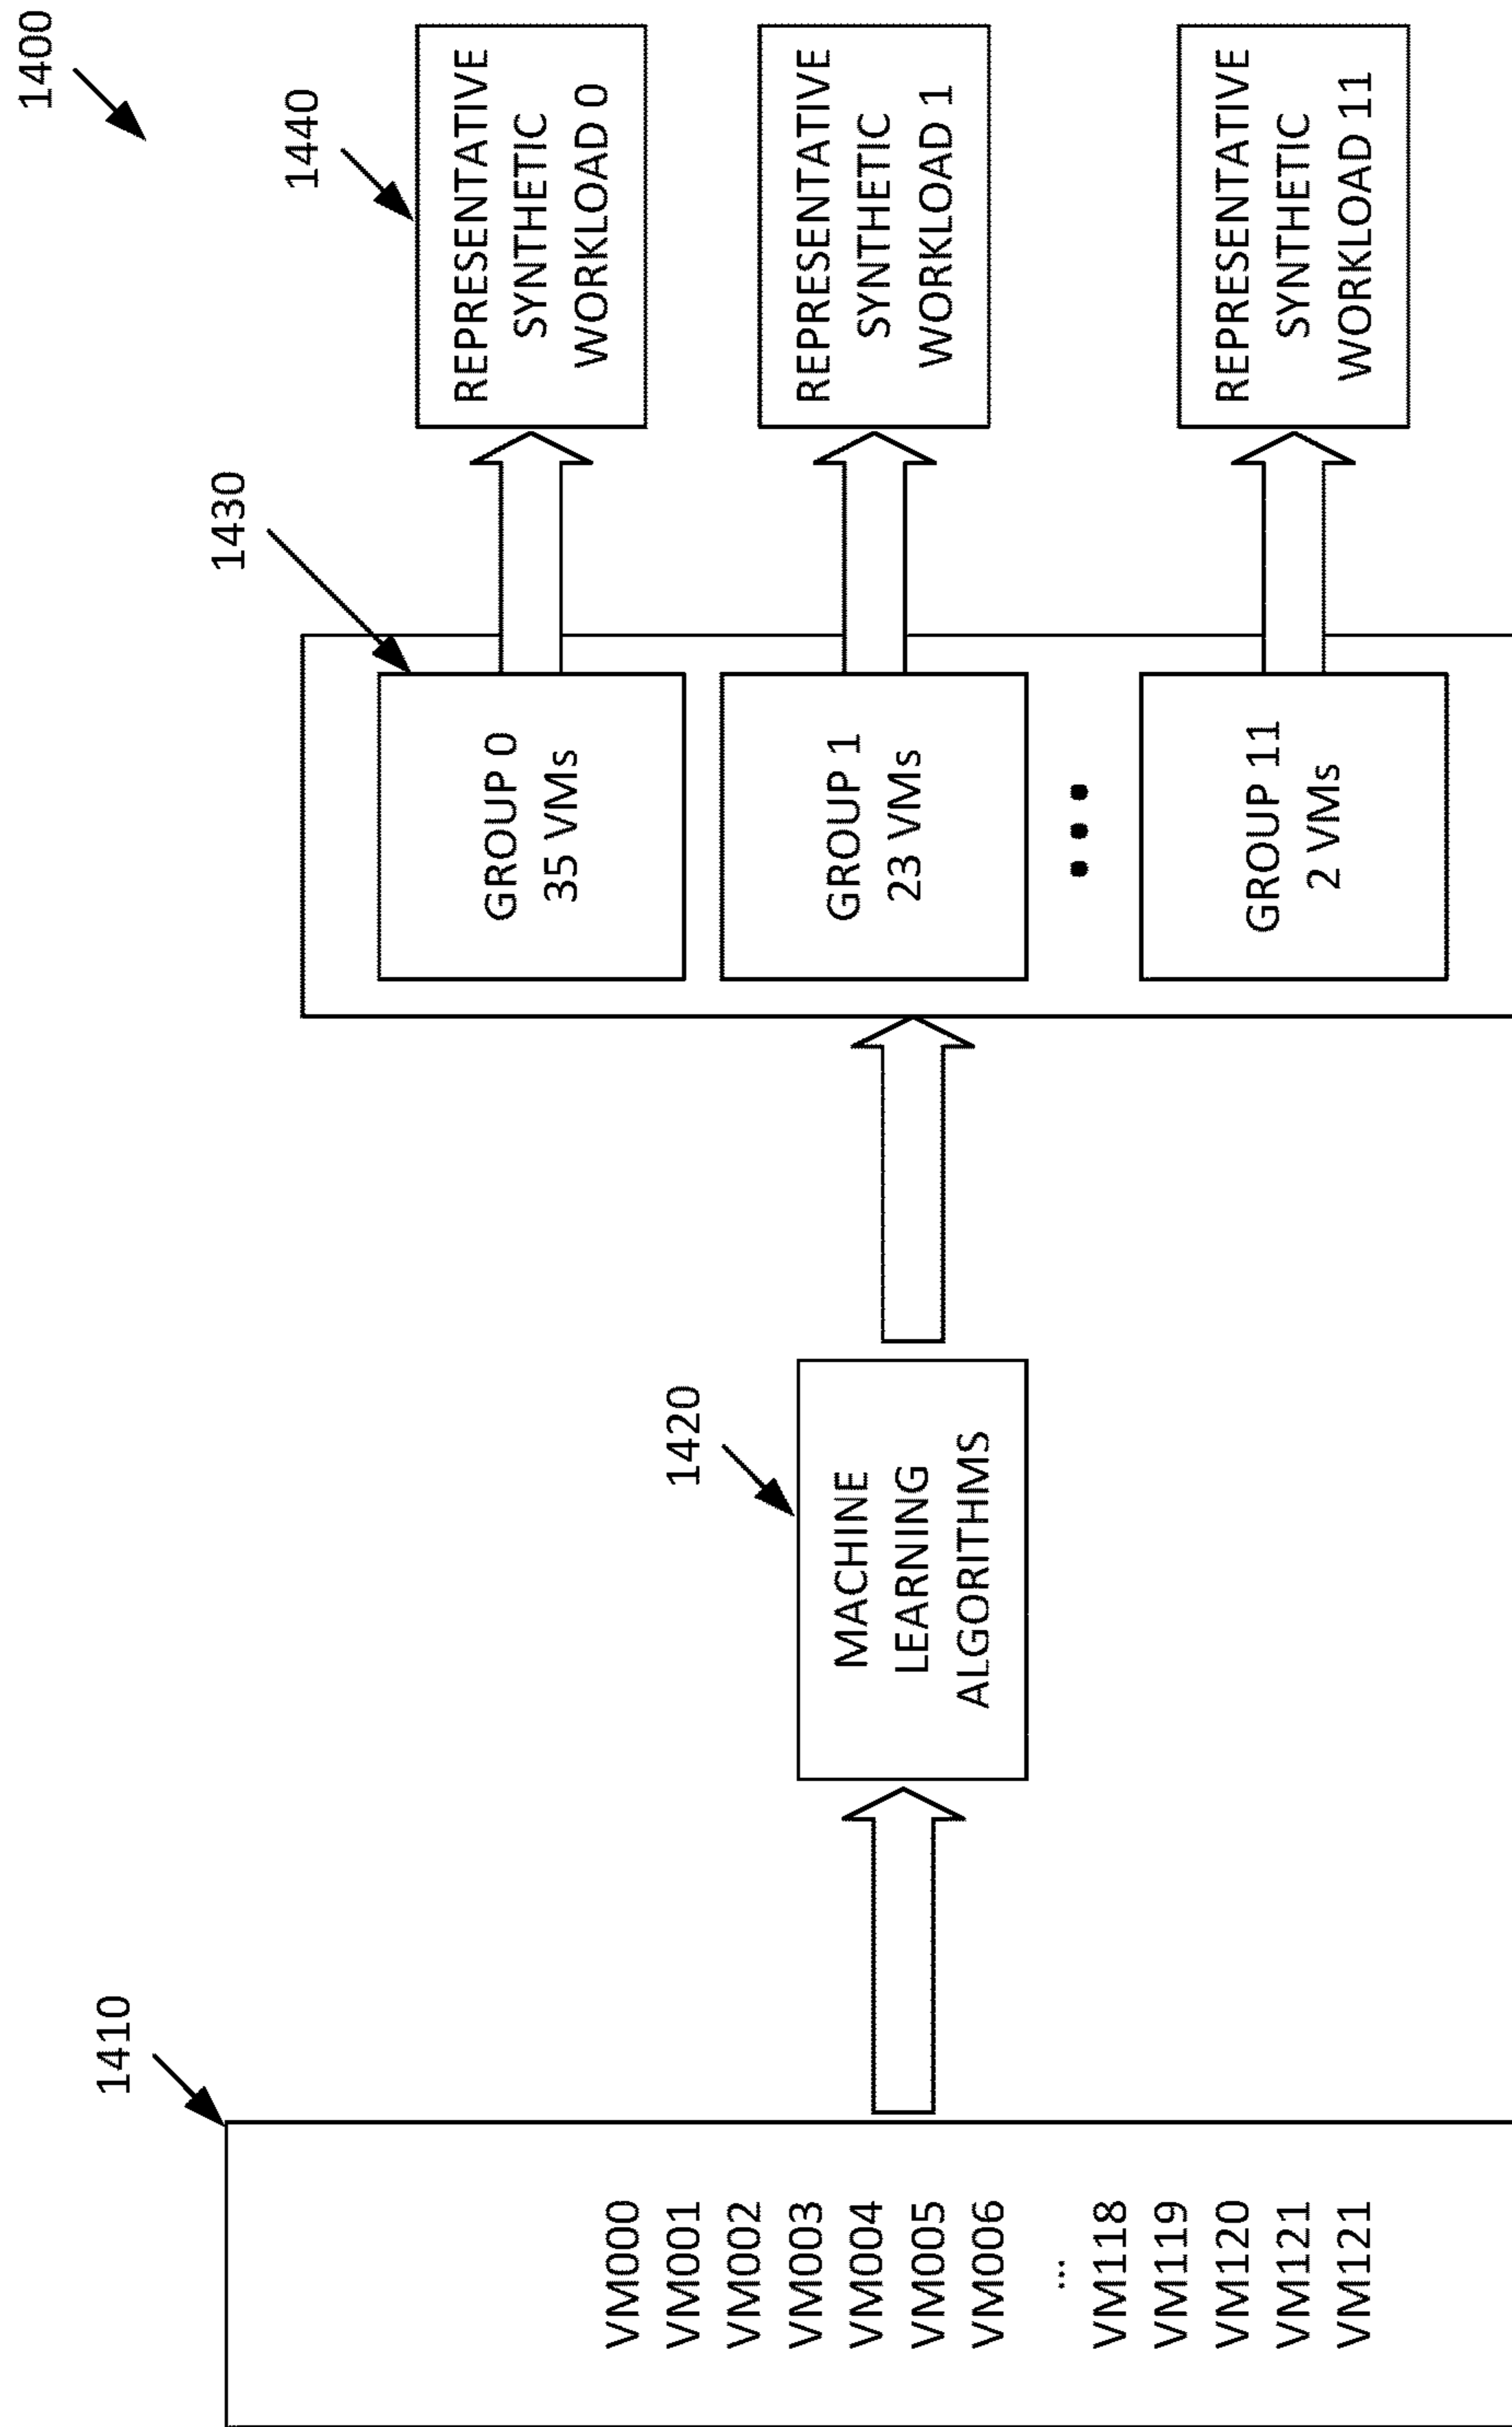 1400
1410
VM000
VM001
VM002
VM003
VM004
VM005
VM006
...
VM118
VM119
VM120
VM121
VM121
1420
MACHINE
LEARNING
ALGORITHMS
1430
GROUP 0
35 VMs
GROUP 1
23 VMs
GROUP 11
2 VMs
1440
REPRESENTATIVE
SYNTHETIC
WORKLOAD 0
REPRESENTATIVE
SYNTHETIC
WORKLOAD 1
REPRESENTATIVE
SYNTHETIC
WORKLOAD 11